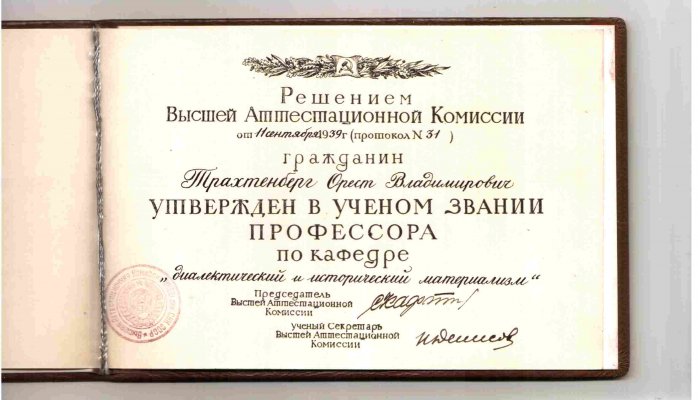 Решением
Высшей Аттестационной Комиссии
от 11 сентября 1939 г (протокол N 31 )
гражданин
Трахтенберг Орест Владимирович
УТВЕРЖДЕН В УЧЕНОМ ЗВАНИИ
ПРОФЕССОРА
по кафедре
„диалектический и исторический материализм“
Председатель
Высшей Аттестационной
Комиссии
ученый Секретарь
Высшей Аттестационной
Комиссии